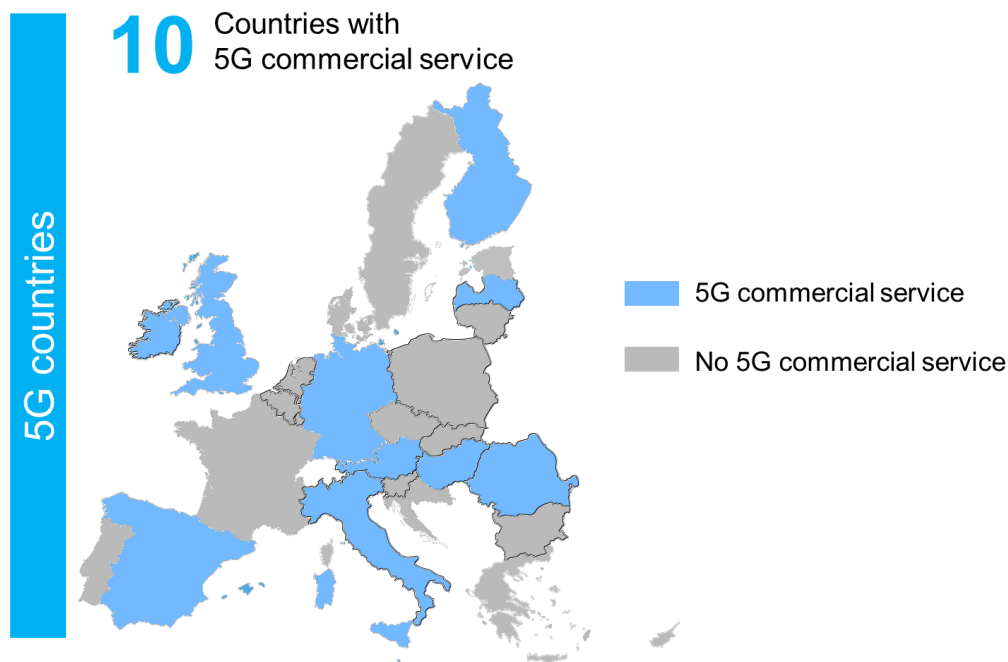 5G countries
10
Countries with
5G commercial service
5G commercial service
No 5G commercial service